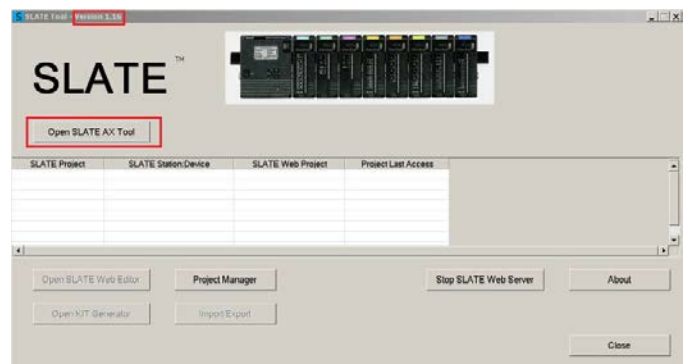 SLATE Tool - Version 1.16
SLATE ™
Open SLATE AX Tool
SLATE Project SLATE Station:Device SLATE Web Project Project Last Access
Open SLATE Web Editor Project Manager Stop SLATE Web Server About
Open KIT Generator Import/Export
Close